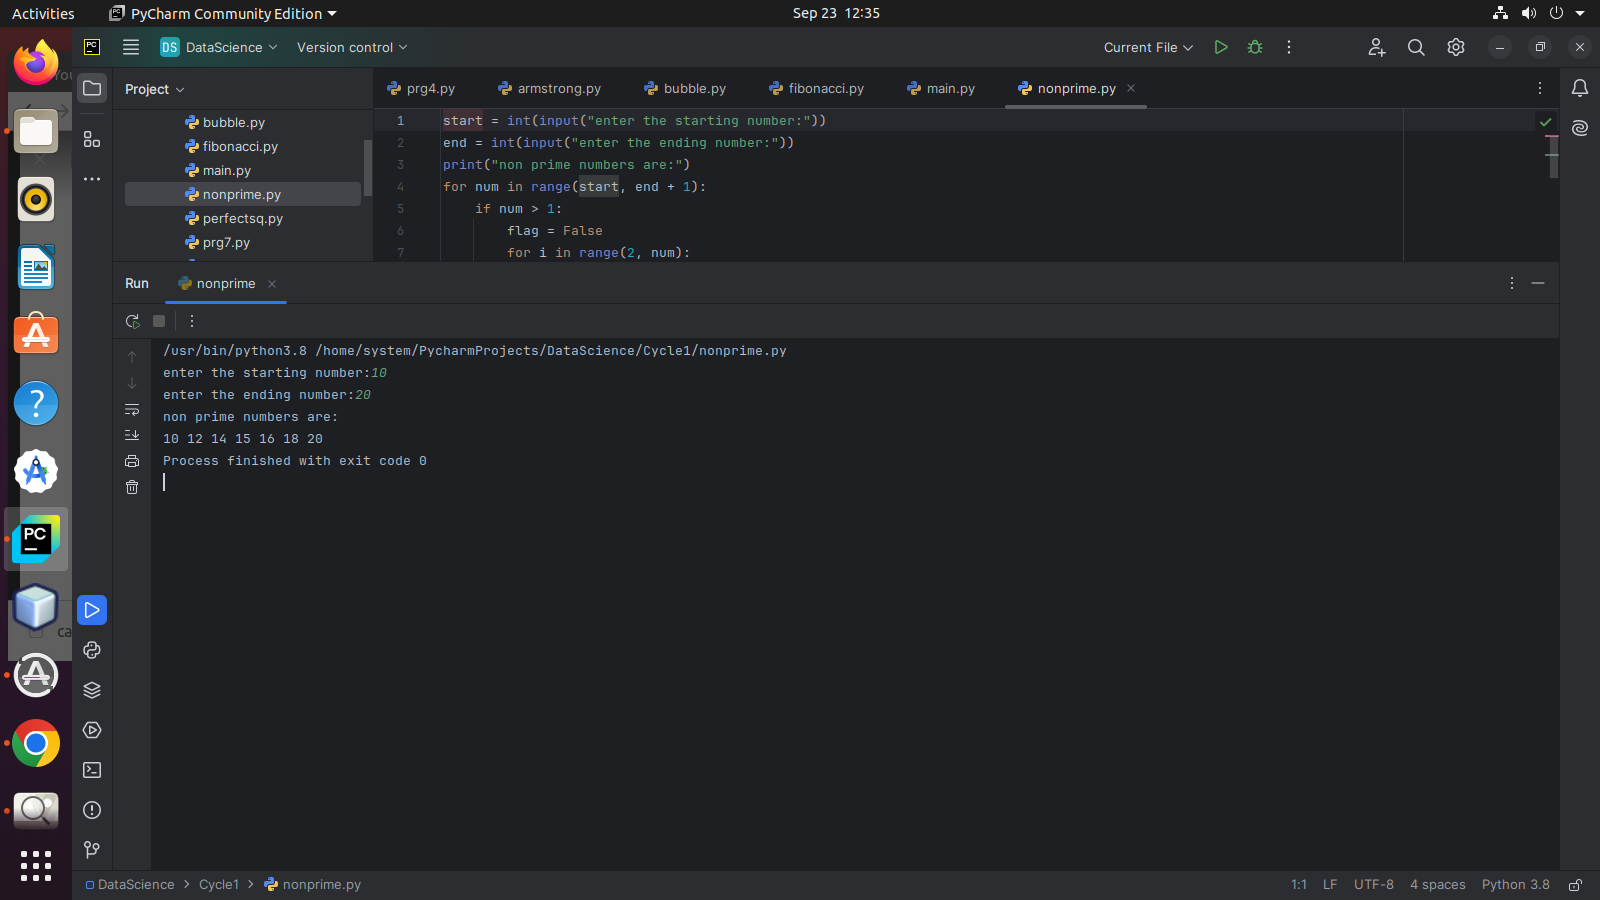 Activities PyCharm Community Edition Sep 23 12:35
PC DS DataScience Version control Current File
Project prg4.py armstrong.py bubble.py fibonacci.py main.py nonprime.py
bubble.py
fibonacci.py
main.py
nonprime.py
perfectsq.py
prg7.py
1 start = int(input("enter the starting number:"))
2 end = int(input("enter the ending number:"))
3 print("non prime numbers are:")
4 for num in range(start, end + 1):
5 if num > 1:
6 flag = False
7 for i in range(2, num):
Run nonprime
/usr/bin/python3.8 /home/system/PycharmProjects/DataScience/Cycle1/nonprime.py
enter the starting number:10
enter the ending number:20
non prime numbers are:
10 12 14 15 16 18 20
Process finished with exit code 0
PC
DataScience > Cycle1 > nonprime.py 1:1 LF UTF-8 4 spaces Python 3.8